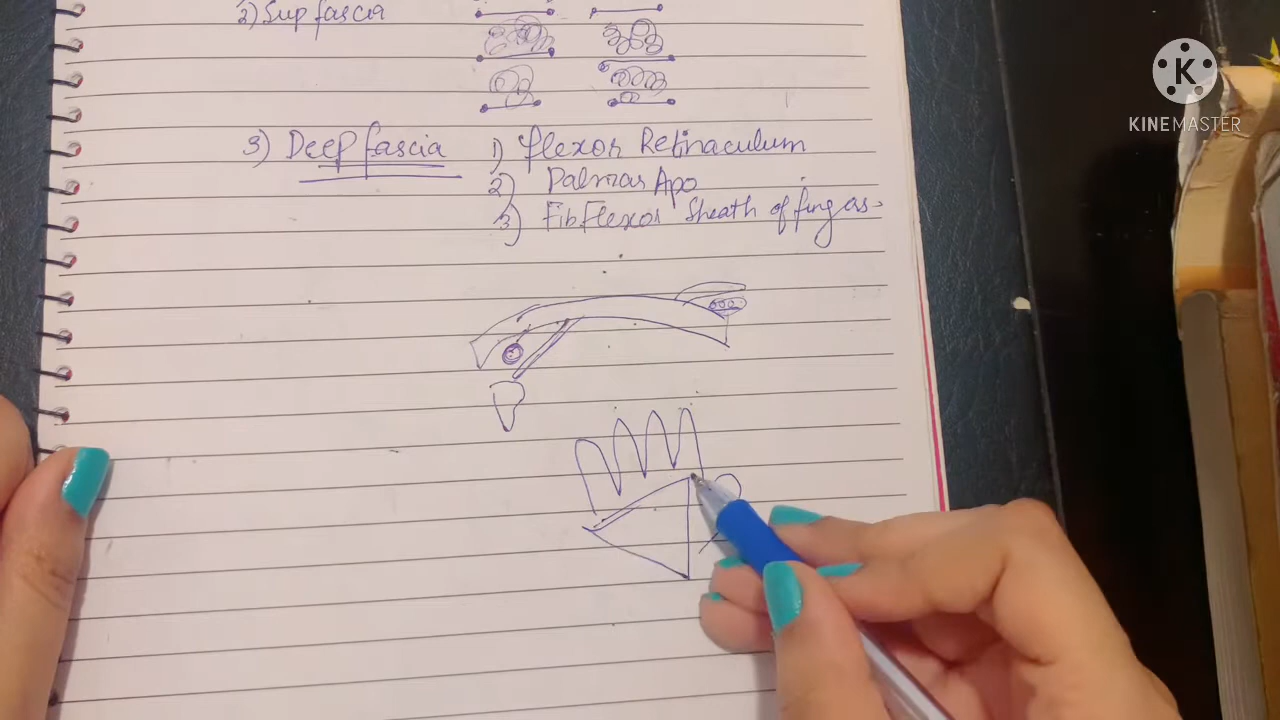 2) Sup fascia
3) Deep fascia 1) flexor Retinaculum
2) Palmar Apo
3) Fib Flexor Sheath of fingers.
K
KINEMASTER